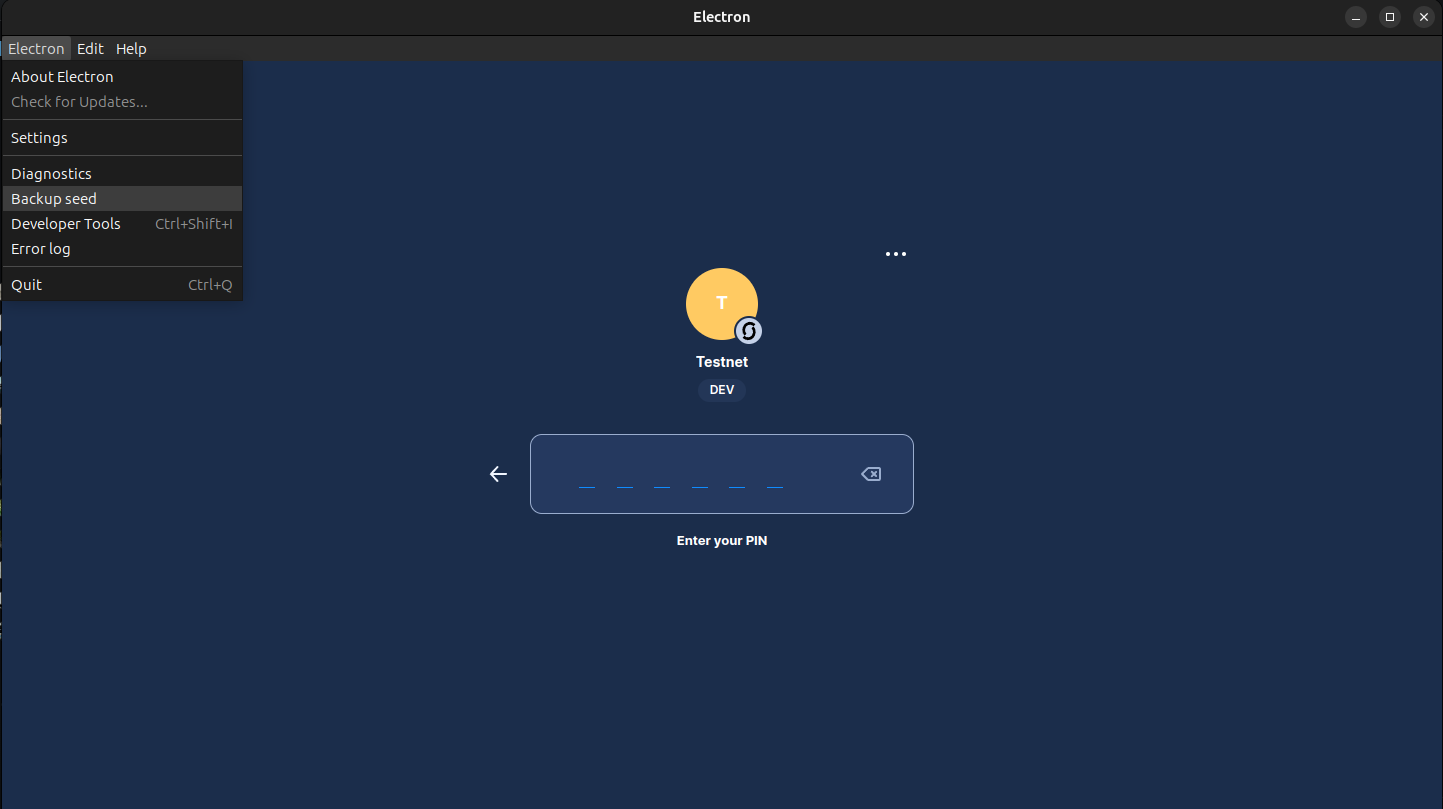 Electron
Electron Edit Help
About Electron
Check for Updates...
Settings
Diagnostics
Backup seed
Developer Tools Ctrl+Shift+I
Error log
Quit Ctrl+Q
T
Testnet
DEV
Enter your PIN